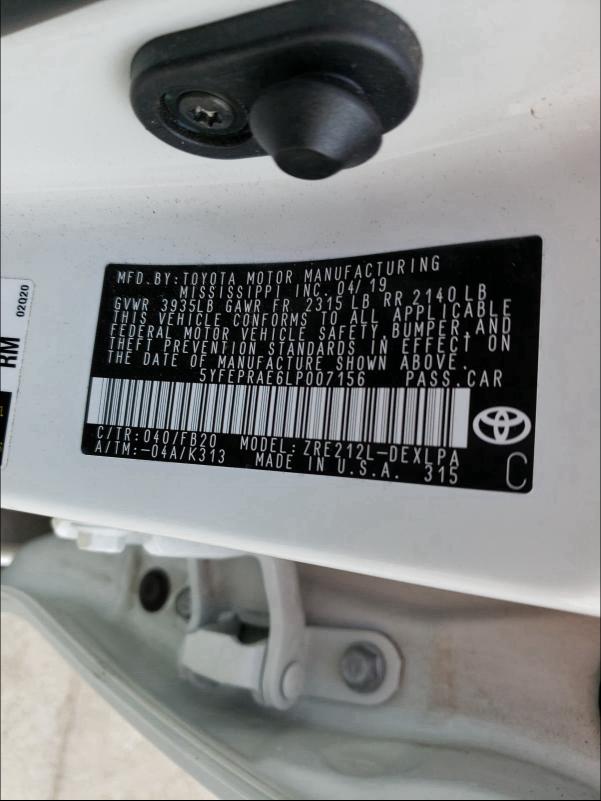 MFD.BY:TOYOTA MOTOR MANUFACTURING
MISSISSIPPI INC. 04/19
GVWR 3935LB GAWR FR. 2315 LB RR 2140 LB
THIS VEHICLE CONFORMS TO ALL APPLICABLE
FEDERAL MOTOR VEHICLE SAFETY, BUMPER, AND
THEFT PREVENTION STANDARDS IN EFFECT ON
THE DATE OF MANUFACTURE SHOWN ABOVE.
5YFEPRAE6LP007156 PASS.CAR
C/TR:040/FB20 MODEL: ZRE212L-DEXLPA
A/TM:-04A/K313 MADE IN U.S.A. 315
C
02020
RM